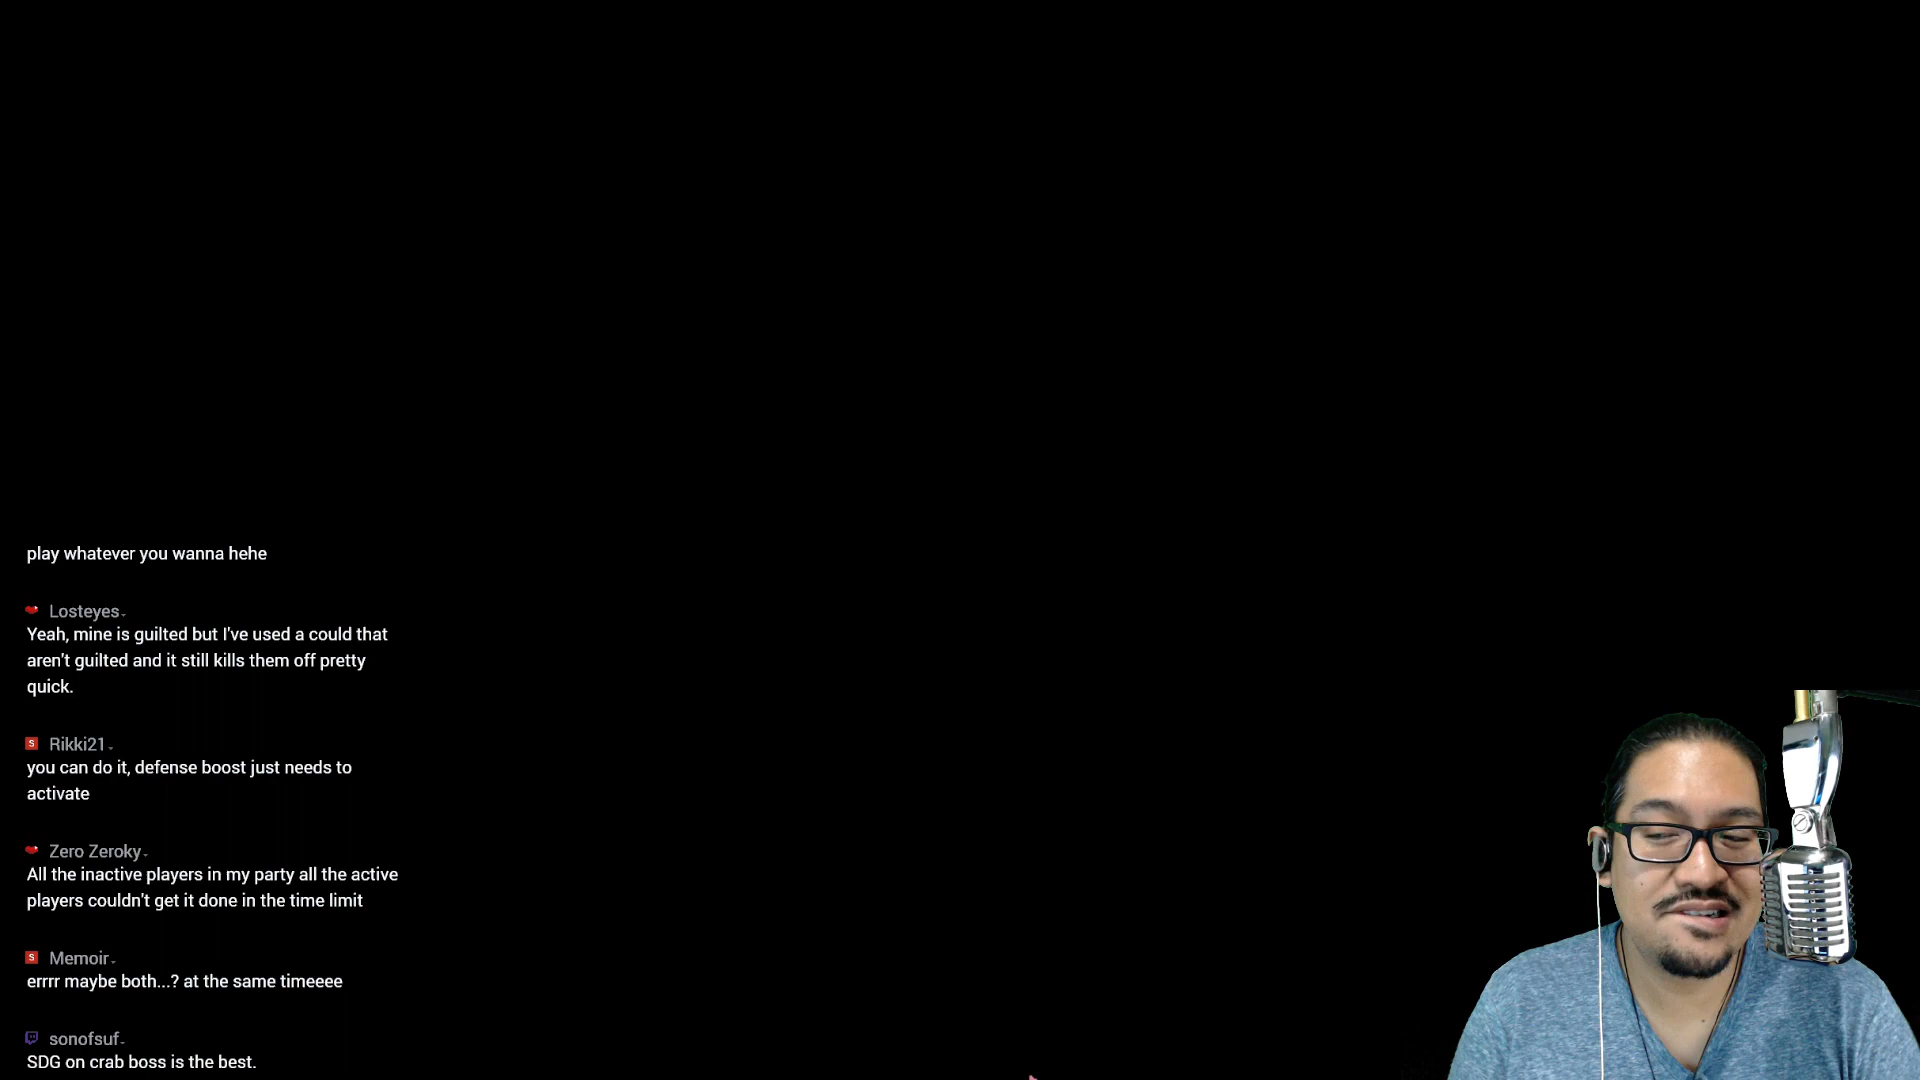 play whatever you wanna hehe
Losteyes
Yeah, mine is guilted but I've used a could that
aren't guilted and it still kills them off pretty
quick.
Rikki21
you can do it, defense boost just needs to
activate
Zero Zeroky
All the inactive players in my party all the active
players couldn't get it done in the time limit
Memoir
errrr maybe both...? at the same timeeee
sonofsuf
SDG on crab boss is the best.